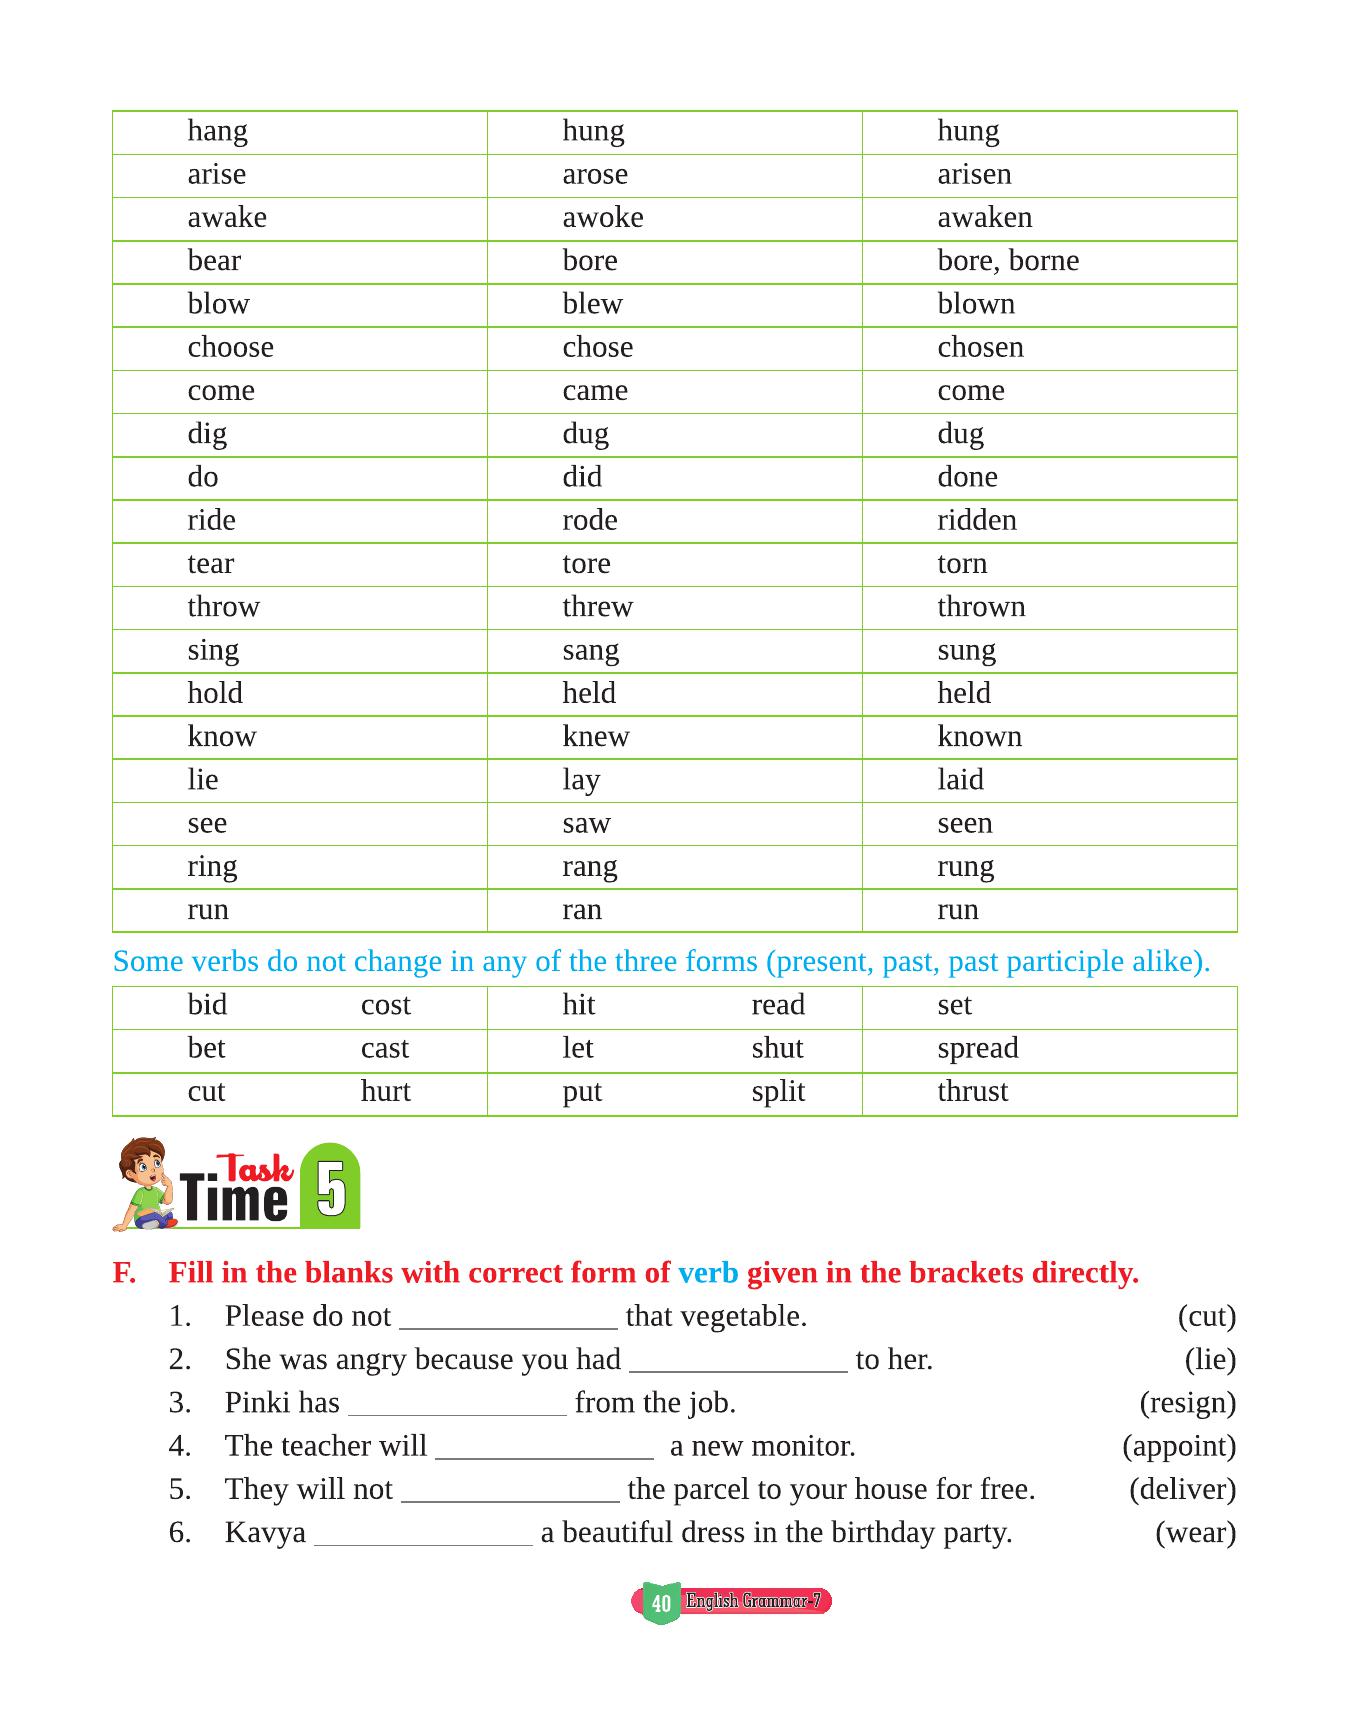 hang hung hung
arise arose arisen
awake awoke awaken
bear bore bore, borne
blow blew blown
choose chose chosen
come came come
dig dug dug
do did done
ride rode ridden
tear tore torn
throw threw thrown
sing sang sung
hold held held
know knew known
lie lay laid
see saw seen
ring rang rung
run ran run
Some verbs do not change in any of the three forms (present, past, past participle alike).
bid cost hit read set
bet cast let shut spread
cut hurt put split thrust
Task
Time 5
F. Fill in the blanks with correct form of verb given in the brackets directly.
1. Please do not ______________ that vegetable. (cut)
2. She was angry because you had ______________ to her. (lie)
3. Pinki has ______________ from the job. (resign)
4. The teacher will ______________ a new monitor. (appoint)
5. They will not ______________ the parcel to your house for free. (deliver)
6. Kavya ______________ a beautiful dress in the birthday party. (wear)
40 English Grammar-7